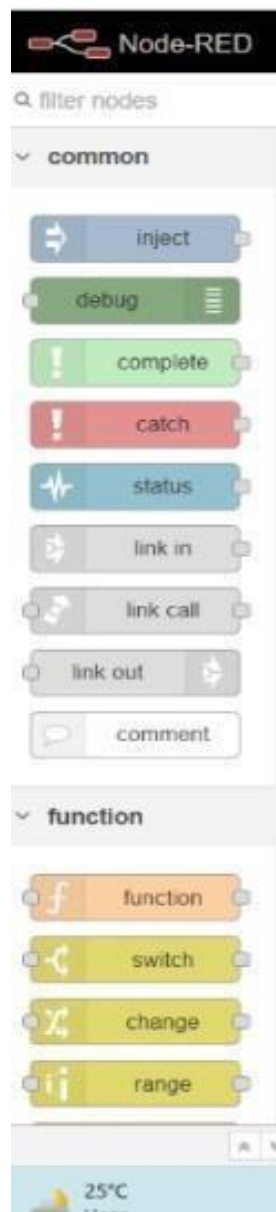 Node-RED
filter nodes
common
inject
debug
complete
catch
status
link in
link call
link out
comment
function
function
switch
change
range
25°C